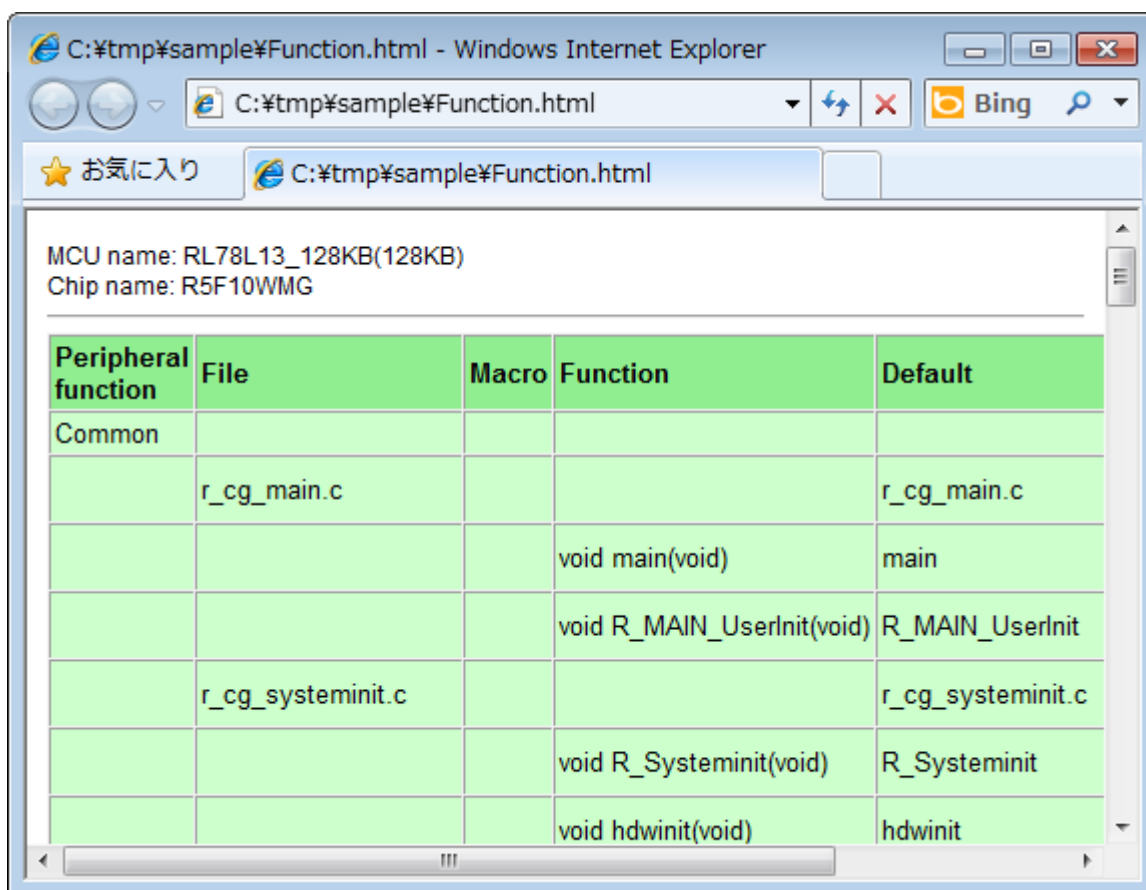 C:¥tmp¥sample¥Function.html - Windows Internet Explorer
C:¥tmp¥sample¥Function.html
Bing
お気に入り
C:¥tmp¥sample¥Function.html
MCU name: RL78L13_128KB(128KB)
Chip name: R5F10WMG
Peripheral function File Macro Function Default
Common
r_cg_main.c r_cg_main.c
void main(void) main
void R_MAIN_UserInit(void) R_MAIN_UserInit
r_cg_systeminit.c r_cg_systeminit.c
void R_Systeminit(void) R_Systeminit
void hdwinit(void) hdwinit